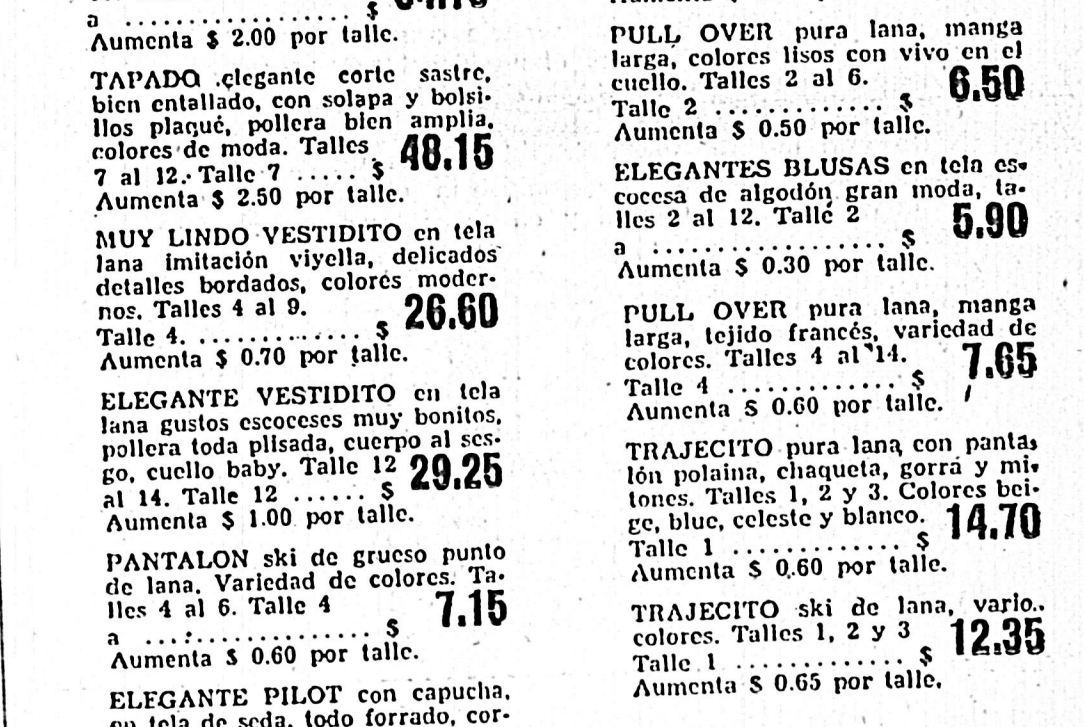 a ..................... $
Aumenta $ 2.00 por talle.
TAPADO elegante corte sastre,
bien entallado, con solapa y bolsi-
llos plaqué, pollera bien amplia,
colores de moda. Talles
7 al 12. Talle 7 ..... $ 48.15
Aumenta $ 2.50 por talle.
MUY LINDO VESTIDITO en tela
lana imitación viyella, delicados
detalles bordados, colores moder-
nos. Talles 4 al 9.
Talle 4. .............. $ 26.60
Aumenta $ 0.70 por talle.
ELEGANTE VESTIDITO en tela
lana gustos escoceses muy bonitos,
pollera toda plisada, cuerpo al ses-
go, cuello baby. Talle 12
al 14. Talle 12 ...... $ 29.25
Aumenta $ 1.00 por talle.
PANTALON ski de grueso punto
de lana. Variedad de colores. Ta-
lles 4 al 6. Talle 4
a ..................... $ 7.15
Aumenta $ 0.60 por talle.
ELEGANTE PILOT con capucha,
en tela de seda, todo forrado, cor-
PULL OVER pura lana, manga
larga, colores lisos con vivo en el
cuello. Talles 2 al 6.
Talle 2 ............... $ 6.50
Aumenta $ 0.50 por talle.
ELEGANTES BLUSAS en tela es-
cocesa de algodón gran moda, ta-
lles 2 al 12. Talle 2
a ..................... $ 5.90
Aumenta $ 0.30 por talle.
PULL OVER pura lana, manga
larga, tejido francés, variedad de
colores. Talles 4 al 14.
Talle 4 ............... $ 7.65
Aumenta $ 0.60 por talle.
TRAJECITO pura lana con panta-
lón polaina, chaqueta, gorra y mi-
tones. Talles 1, 2 y 3. Colores bei-
ge, blue, celeste y blanco.
Talle 1 ............... $ 14.70
Aumenta $ 0.60 por talle.
TRAJECITO ski de lana, vario..
colores. Talles 1, 2 y 3
Talle 1 ............... $ 12.35
Aumenta $ 0.65 por talle.